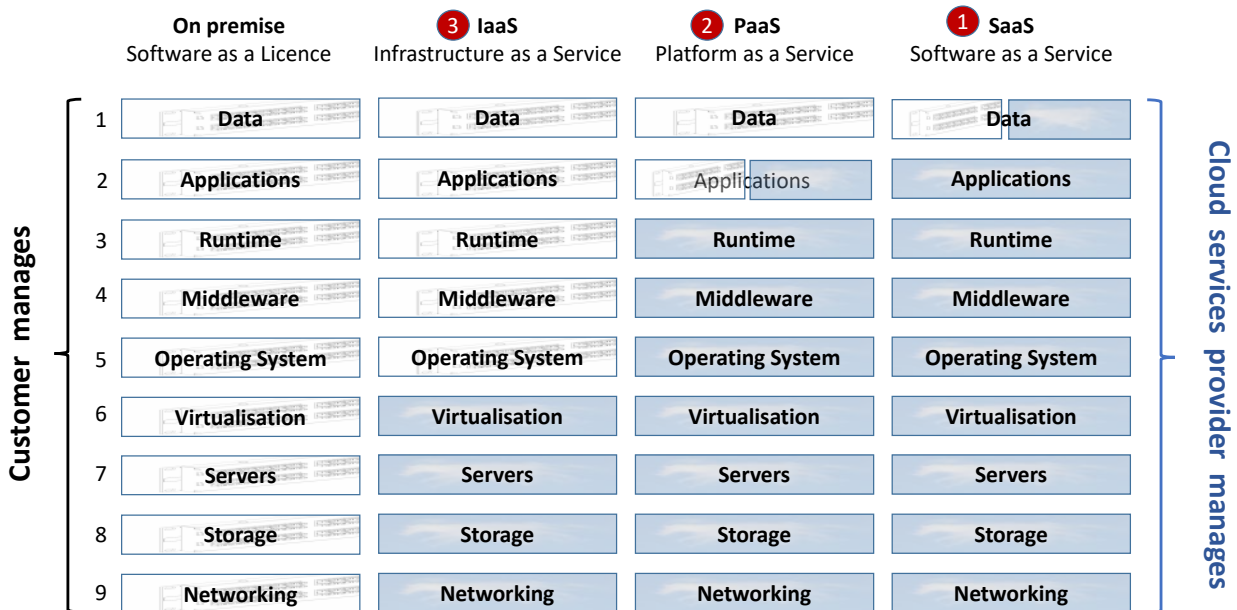 On premise 3 IaaS 2 PaaS 1 SaaS
Software as a Licence Infrastructure as a Service Platform as a Service Software as a Service
Customer manages
1 Data Data Data Data
2 Applications Applications Applications Applications
3 Runtime Runtime Runtime Runtime
4 Middleware Middleware Middleware Middleware
5 Operating System Operating System Operating System Operating System
6 Virtualisation Virtualisation Virtualisation Virtualisation
7 Servers Servers Servers Servers
8 Storage Storage Storage Storage
9 Networking Networking Networking Networking
Cloud services provider manages